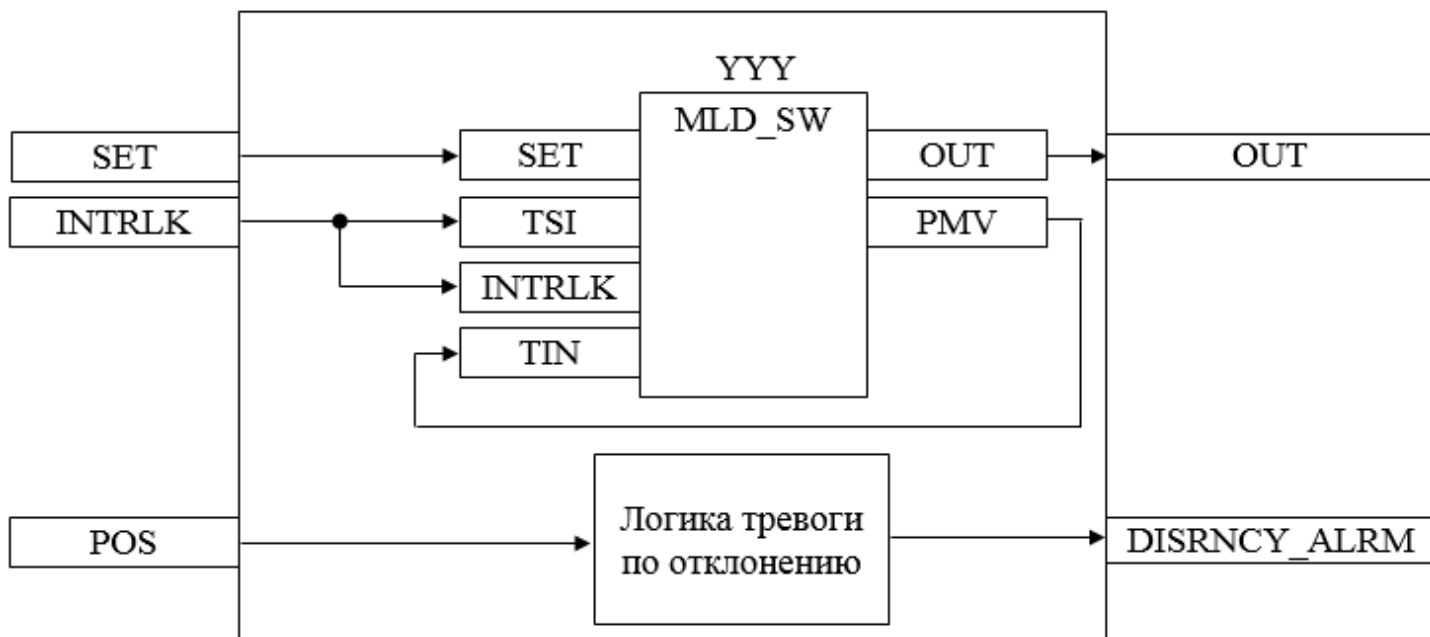 YYY
MLD_SW
SET
SET
OUT
OUT
INTRLK
TSI
PMV
INTRLK
TIN
POS
Логика тревоги
по отклонению
DISRNCY_ALRM